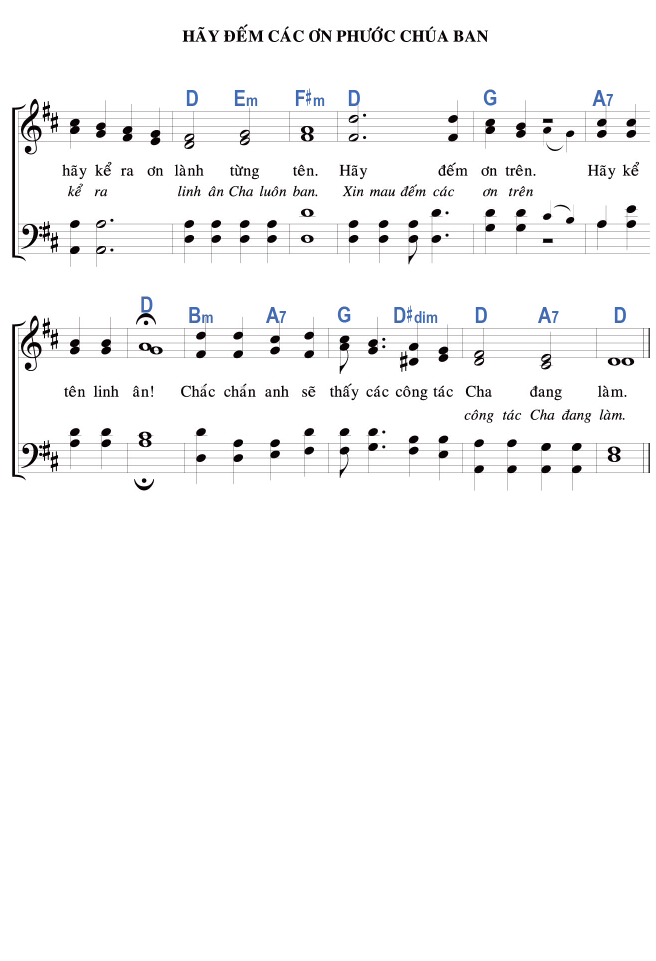 HÃY ĐẾM CÁC ƠN PHƯỚC CHÚA BAN
D Em F#m D G A7
hãy kể ra ơn lành từng tên. Hãy đếm ơn trên. Hãy kể
kể ra linh ân Cha luôn ban. Xin mau đếm các ơn trên
D Bm A7 G D#dim D A7 D
tên linh ân! Chác chán anh sẽ thấy các công tác Cha đang làm.
công tác Cha đang làm.